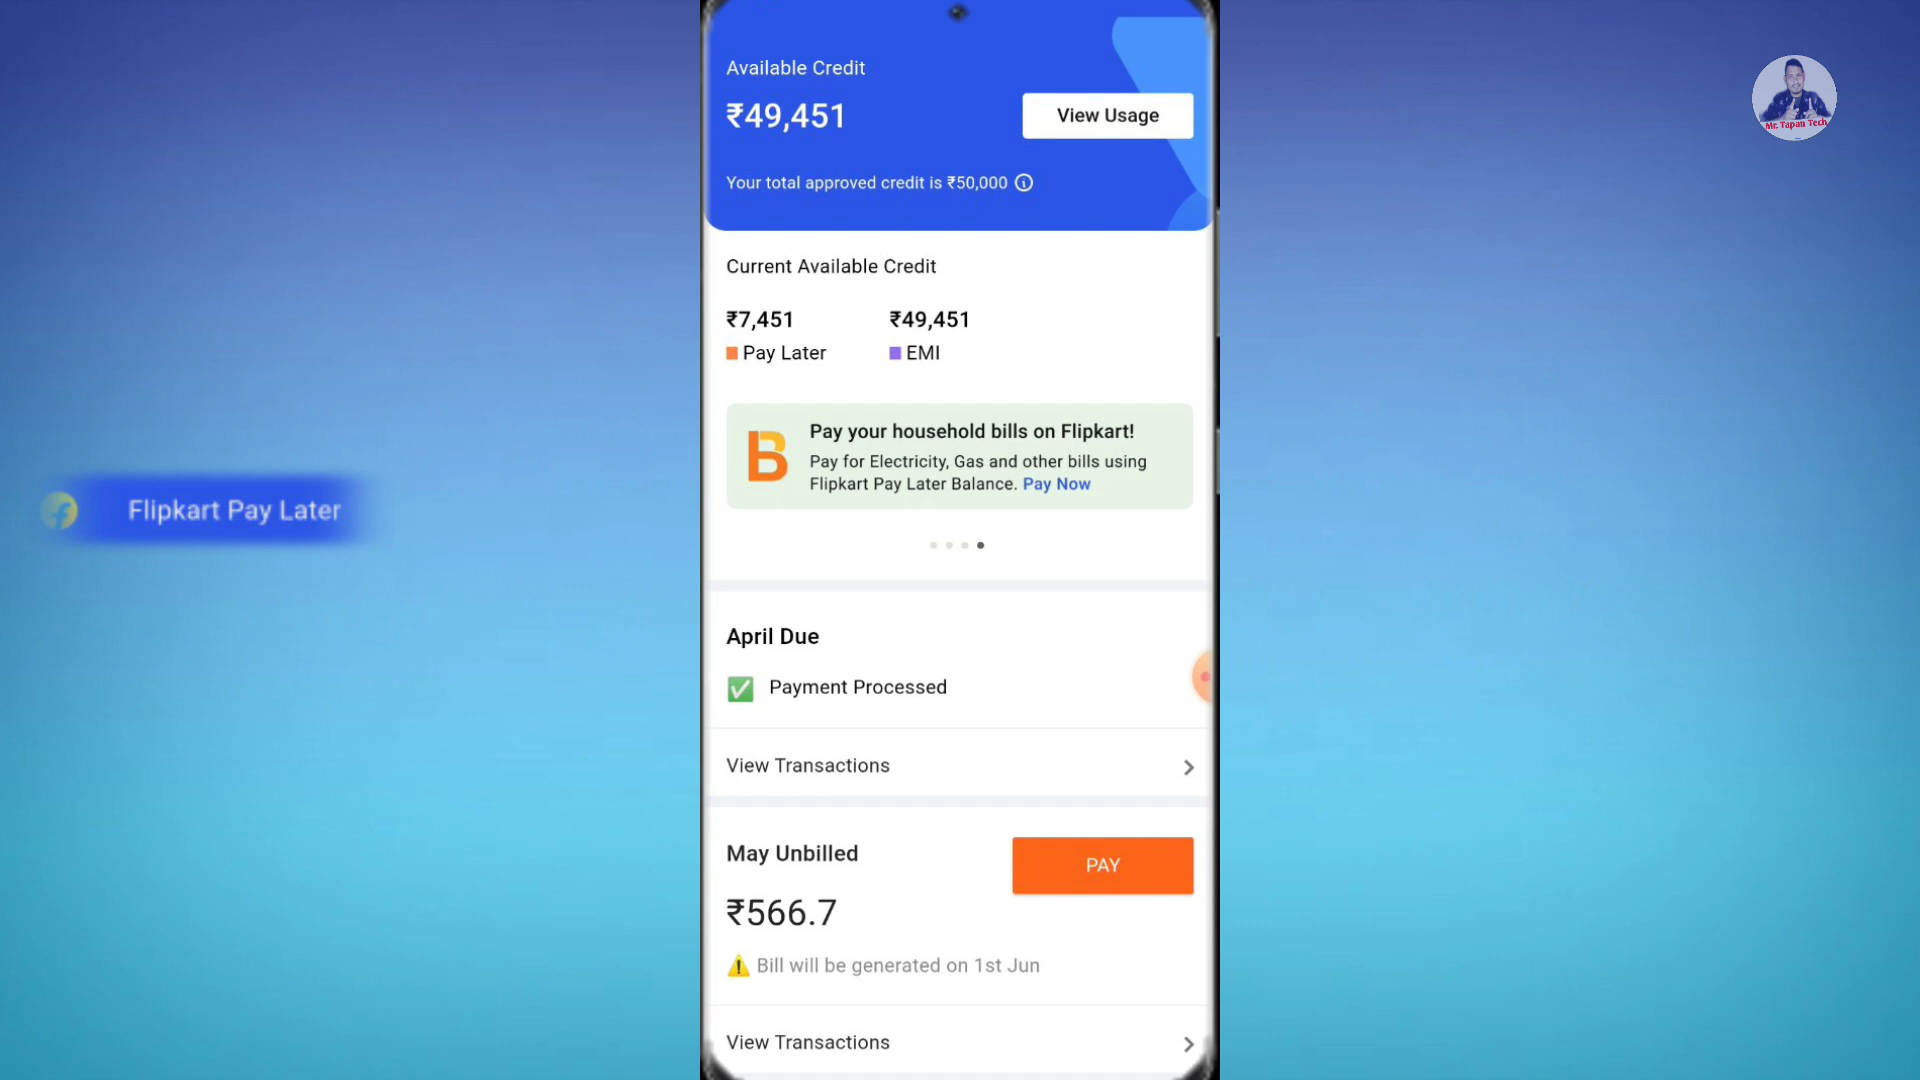 Available Credit
₹49,451
View Usage
Your total approved credit is ₹50,000
Current Available Credit
₹7,451
₹49,451
Pay Later
EMI
Pay your household bills on Flipkart!
Pay for Electricity, Gas and other bills using
Flipkart Pay Later Balance. Pay Now
April Due
Payment Processed
View Transactions
May Unbilled
PAY
₹566.7
Bill will be generated on 1st Jun
View Transactions
Flipkart Pay Later
Mr. Tapan Tech